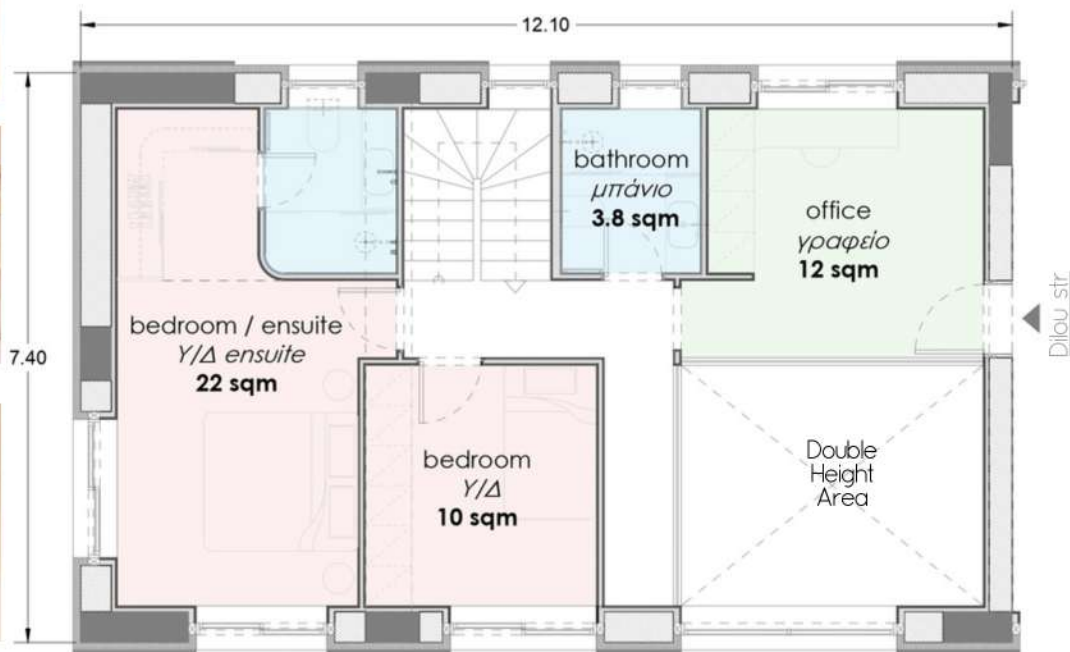 12.10
7.40
bathroom
μπάνιο
3.8 sqm
office
γραφείο
12 sqm
Dilou str
bedroom / ensuite
Υ/Δ ensuite
22 sqm
bedroom
Υ/Δ
10 sqm
Double
Height
Area